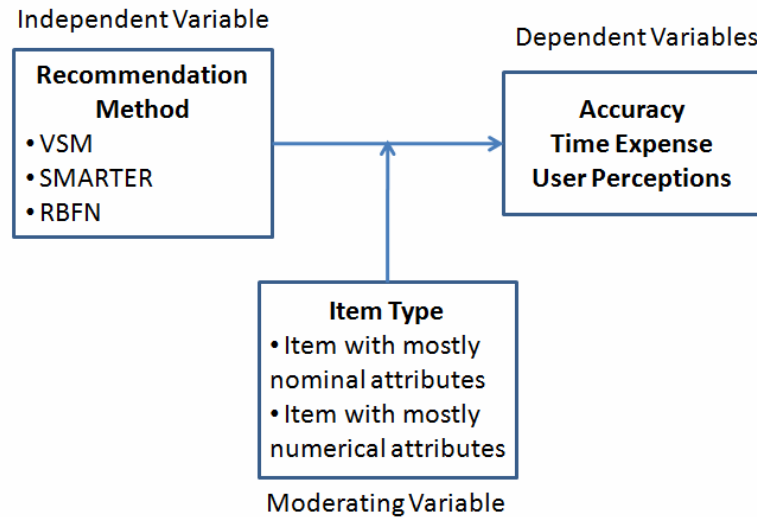 Independent Variable
Recommendation
Method
• VSM
• SMARTER
• RBFN
Dependent Variables
Accuracy
Time Expense
User Perceptions
Item Type
• Item with mostly
nominal attributes
• Item with mostly
numerical attributes
Moderating Variable